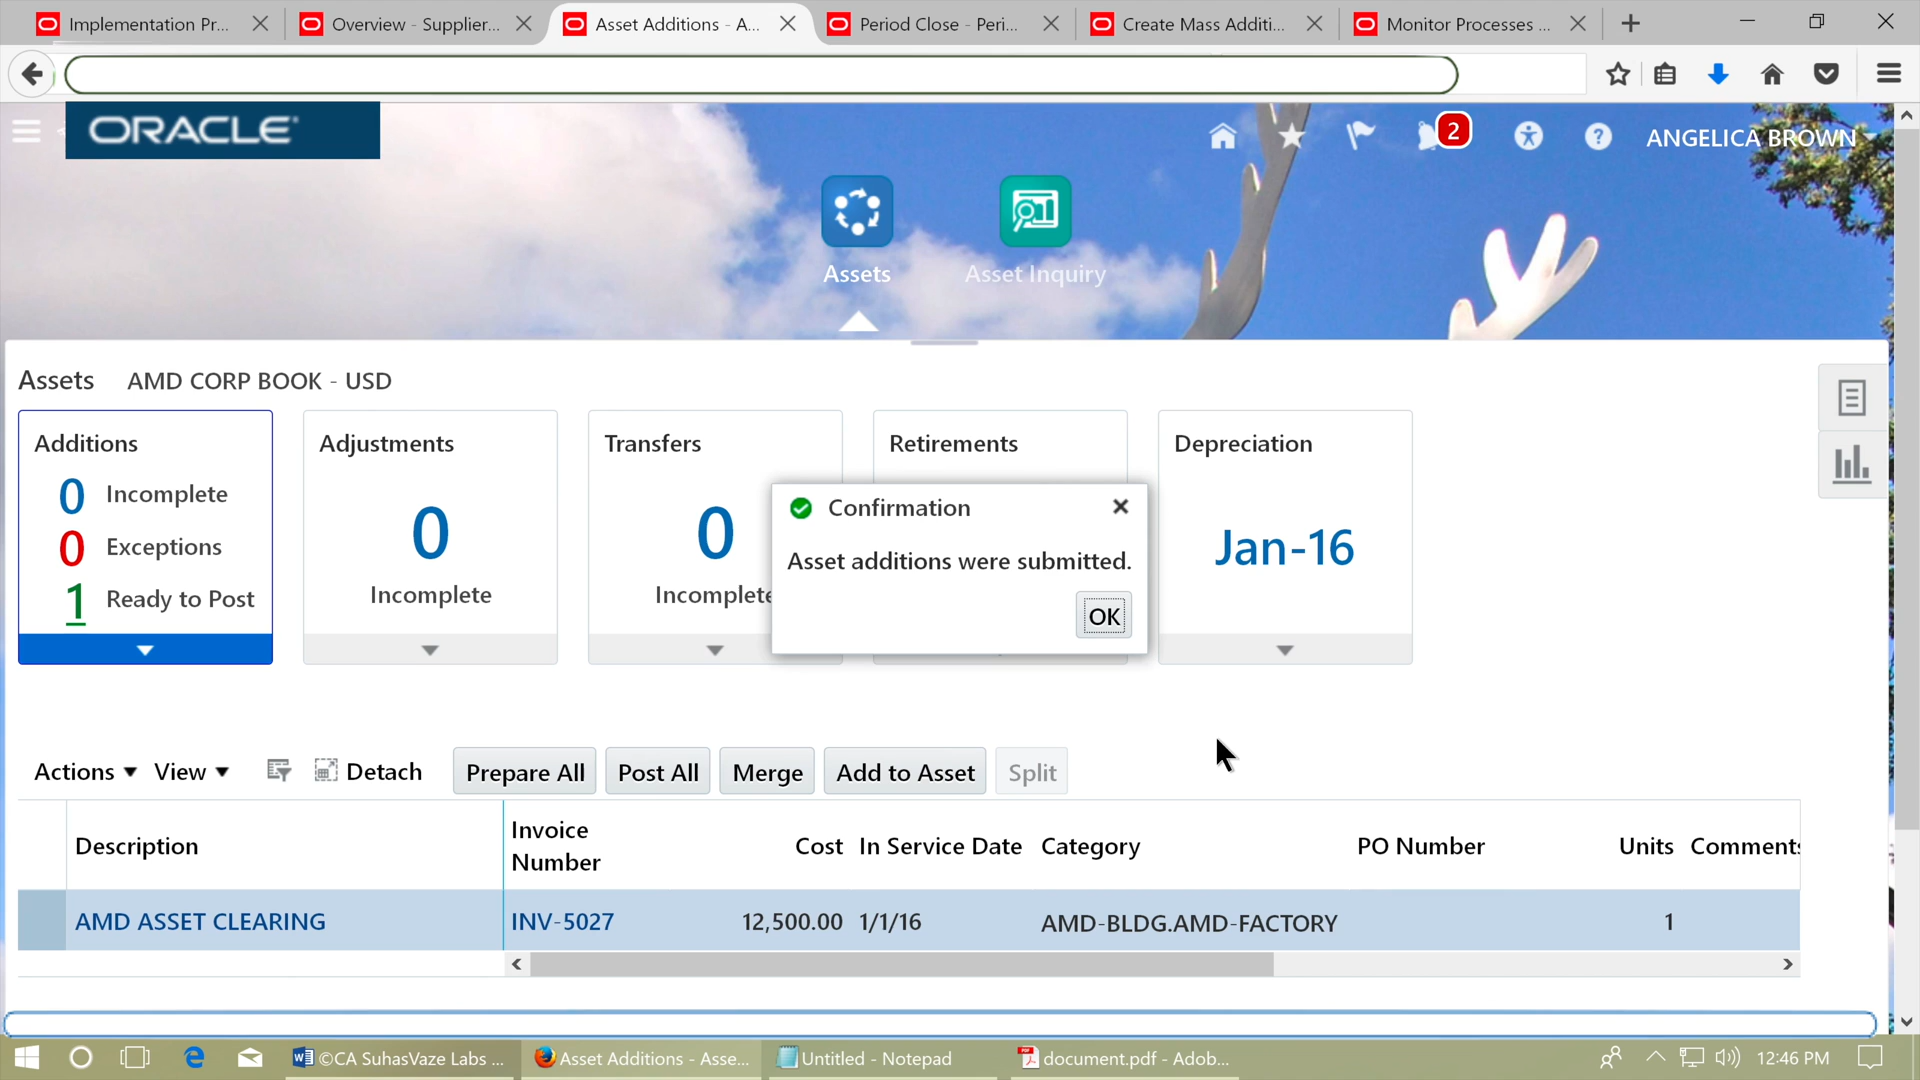 Implementation Pr...
Overview - Supplier...
Asset Additions - A...
Period Close - Peri...
Create Mass Additi...
Monitor Processes ...
ORACLE
2
ANGELICA BROWN
Assets
Asset Inquiry
Assets AMD CORP BOOK - USD
Additions
0 Incomplete
0 Exceptions
1 Ready to Post
Adjustments
0
Incomplete
Transfers
0
Incomplete
Retirements
Depreciation
Jan-16
Confirmation
Asset additions were submitted.
OK
Actions View Detach Prepare All Post All Merge Add to Asset Split
Description Invoice Number Cost In Service Date Category PO Number Units Comments
AMD ASSET CLEARING INV-5027 12,500.00 1/1/16 AMD-BLDG.AMD-FACTORY 1
©CA SuhasVaze Labs ...
Asset Additions - Asse...
Untitled - Notepad
document.pdf - Adob...
12:46 PM